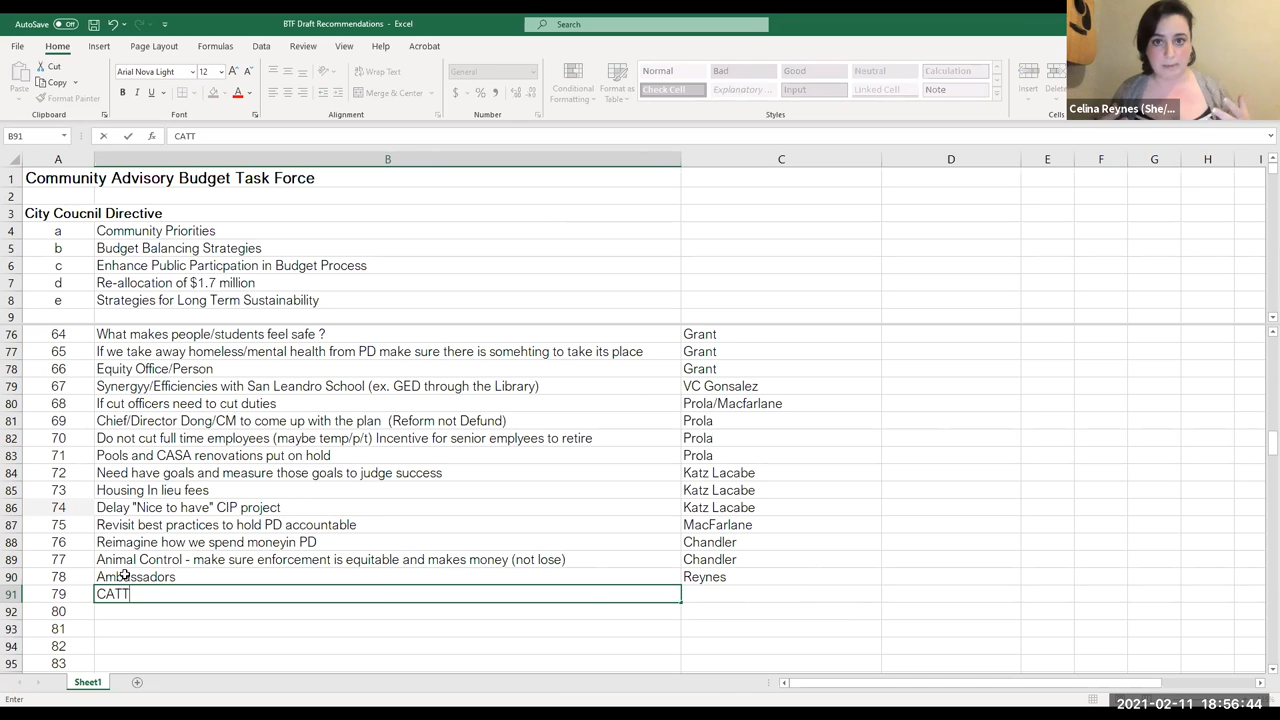 AutoSave Off
BTF Draft Recommendations - Excel
Search
File Home Insert Page Layout Formulas Data Review View Help Acrobat
Paste
Cut
Copy
Format Painter
Arial Nova Light 12
B I U
Wrap Text
Merge & Center
General
$ % 9
Conditional Formatting
Format as Table
Normal Bad Good Neutral Calculation
Check Cell Explanatory ... Input Linked Cell Note
Insert
Clipboard Font Alignment Number Styles Cells
Celina Reynes (She/...
B91 fx CATT
A B C D E F G H I
1 Community Advisory Budget Task Force
2
3 City Coucnil Directive
4 a Community Priorities
5 b Budget Balancing Strategies
6 c Enhance Public Particpation in Budget Process
7 d Re-allocation of $1.7 million
8 e Strategies for Long Term Sustainability
9
76 64 What makes people/students feel safe ? Grant
77 65 If we take away homeless/mental health from PD make sure there is somehting to take its place Grant
78 66 Equity Office/Person Grant
79 67 Synergyy/Efficiencies with San Leandro School (ex. GED through the Library) VC Gonsalez
80 68 If cut officers need to cut duties Prola/Macfarlane
81 69 Chief/Director Dong/CM to come up with the plan (Reform not Defund) Prola
82 70 Do not cut full time employees (maybe temp/p/t) Incentive for senior emplyees to retire Prola
83 71 Pools and CASA renovations put on hold Prola
84 72 Need have goals and measure those goals to judge success Katz Lacabe
85 73 Housing In lieu fees Katz Lacabe
86 74 Delay "Nice to have" CIP project Katz Lacabe
87 75 Revisit best practices to hold PD accountable MacFarlane
88 76 Reimagine how we spend moneyin PD Chandler
89 77 Animal Control - make sure enforcement is equitable and makes money (not lose) Chandler
90 78 Ambassadors Reynes
91 79 CATT
92 80
93 81
94 82
95 83
Sheet1
Enter
2021-02-11 18:56:44